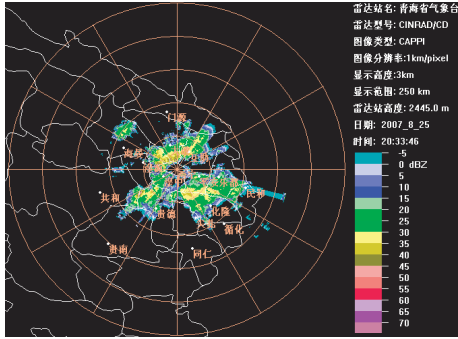 雷达站名: 青海省气象台
雷达型号: CINRAD/CD
图像类型: CAPPI
图像分辨率:1km/pixel
显示高度:3km
显示范围: 250 km
雷达站高度: 2445.0 m
日期: 2007_8_25
时间: 20:33:46
-5
0 dBZ
5
10
15
20
25
30
35
40
45
50
55
60
65
70
门源
海晏
共和
贵德
民和
化隆
循化
贵南
同仁